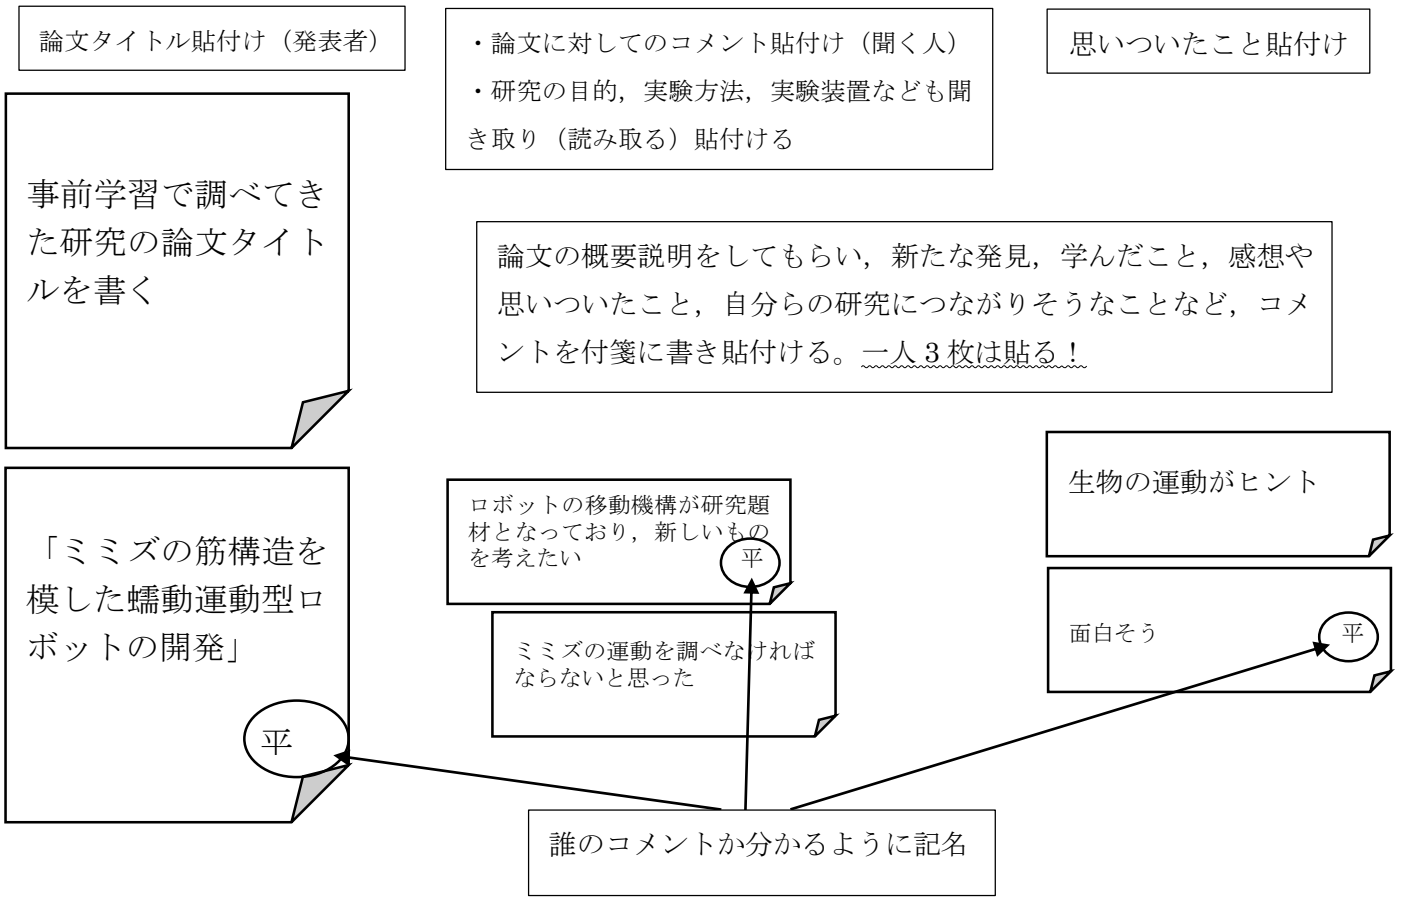 論文タイトル貼付け（発表者）
・論文に対してのコメント貼付け（聞く人）
・研究の目的，実験方法，実験装置なども聞
き取り（読み取る）貼付ける
思いついたこと貼付け
事前学習で調べてき
た研究の論文タイト
ルを書く
論文の概要説明をしてもらい，新たな発見，学んだこと，感想や
思いついたこと，自分らの研究につながりそうなことなど，コメ
ントを付箋に書き貼付ける。一人３枚は貼る！
「ミミズの筋構造を
模した蠕動運動型ロ
ボットの開発」
平
ロボットの移動機構が研究題
材となっており，新しいもの
を考えたい
平
ミミズの運動を調べなければ
ならないと思った
生物の運動がヒント
面白そう
平
誰のコメントか分かるように記名